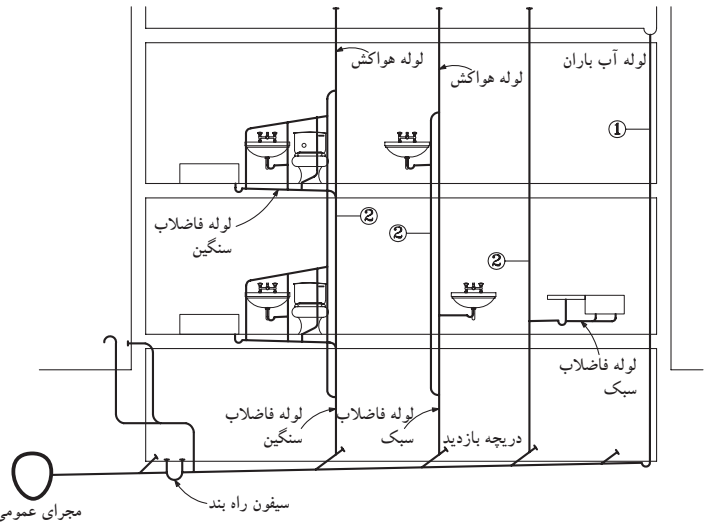 لوله هواکش
لوله هواکش
لوله آب باران
①
لوله فاضلاب
سنگین
②
②
②
لوله فاضلاب
سبک
لوله فاضلاب
سنگین
لوله فاضلاب
سبک
دریچه بازدید
سیفون راه بند
مجرای عمومی